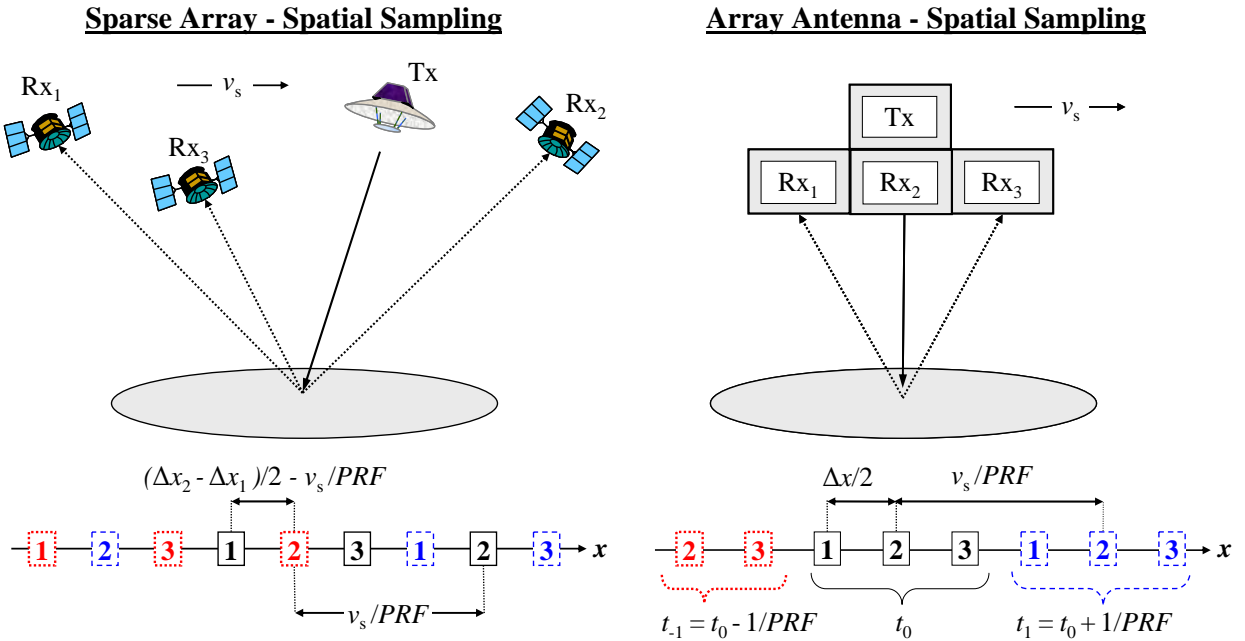 Sparse Array - Spatial Sampling
Rx1
vs
Tx
Rx2
Rx3
(Δx2 - Δx1)/2 - vs/PRF
1 2 3 1 2 3 1 2 3 x
vs/PRF
Array Antenna - Spatial Sampling
Tx
vs
Rx1 Rx2 Rx3
Δx/2 vs/PRF
2 3 1 2 3 1 2 3 x
t-1 = t0 - 1/PRF t0 t1 = t0 + 1/PRF